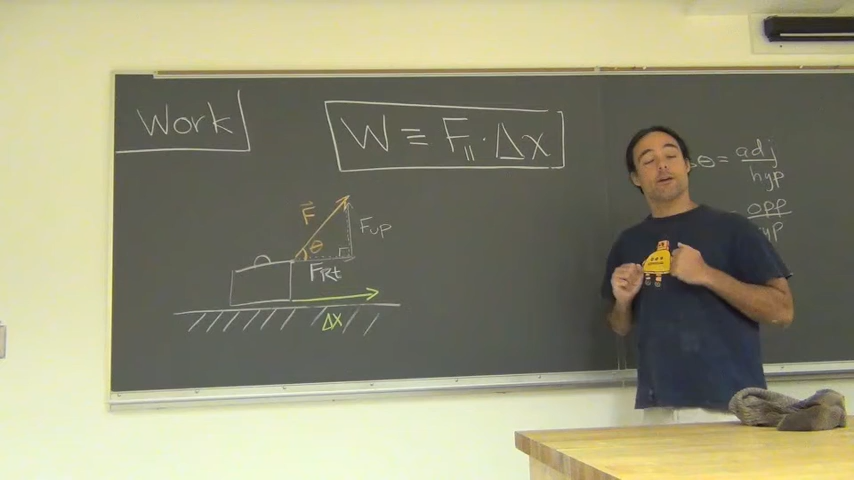 Work
W ≡ F∥ · Δx
F⃗
θ
Fup
FRt
Δx
θ = adj
hyp
opp